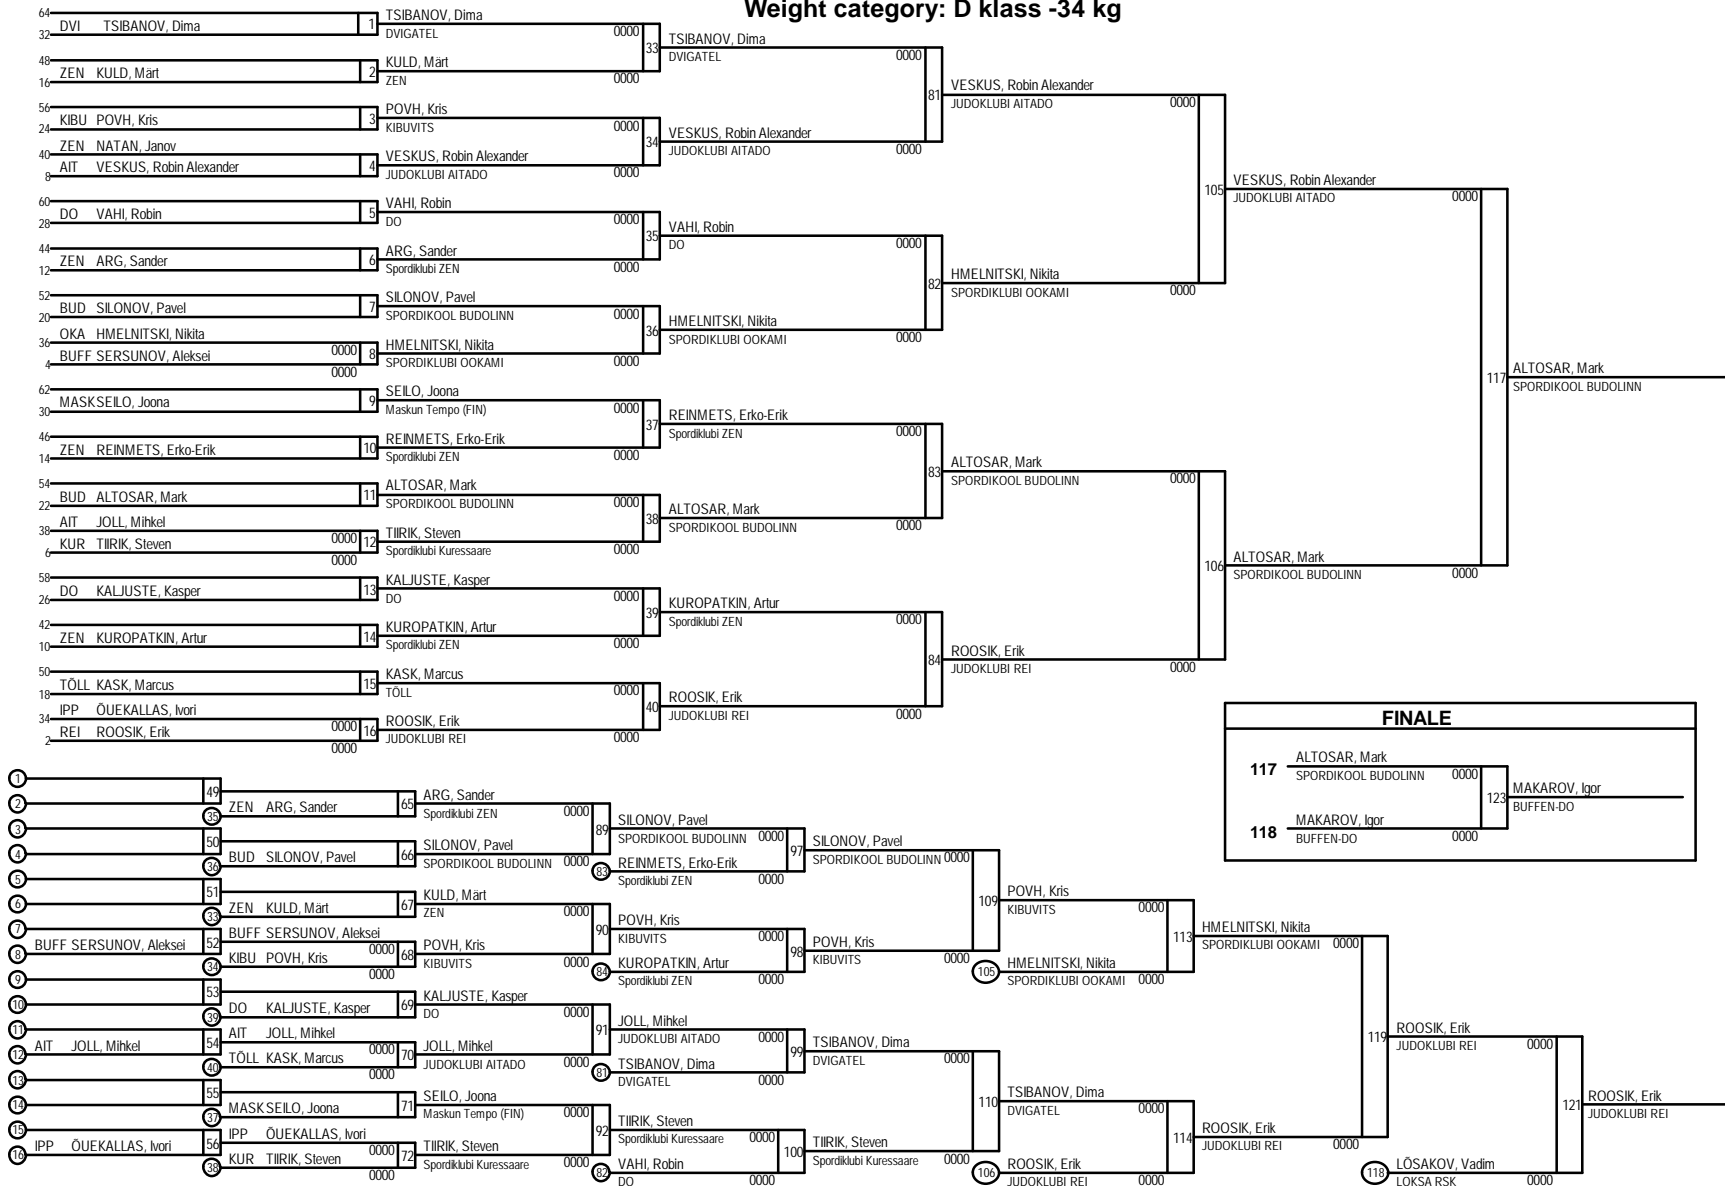 Weight category: D klass -34 kg
64
32 DVI TSIBANOV, Dima 1
48
16 ZEN KULD, Märt 2
56
24 KIBU POVH, Kris 3
40 ZEN NATAN, Janov
8 AIT VESKUS, Robin Alexander 4
60
28 DO VAHI, Robin 5
44
12 ZEN ARG, Sander 6
52
20 BUD SILONOV, Pavel 7
36 OKA HMELNITSKI, Nikita 0000
4 BUFF SERSUNOV, Aleksei 0000 8
62
30 MASK SEILO, Joona 9
46
14 ZEN REINMETS, Erko-Erik 10
54
22 BUD ALTOSAR, Mark 11
38 AIT JOLL, Mihkel 0000
6 KUR TIIRIK, Steven 0000 12
58
26 DO KALJUSTE, Kasper 13
42
10 ZEN KUROPATKIN, Artur 14
50
18 TÖLL KASK, Marcus 15
34 IPP ÕUEKALLAS, Ivori 0000
2 REI ROOSIK, Erik 0000 16
TSIBANOV, Dima 0000
DVIGATEL
33
KULD, Märt
ZEN 0000
POVH, Kris 0000
KIBUVITS
34
VESKUS, Robin Alexander
JUDOKLUBI AITADO 0000
VAHI, Robin 0000
DO
35
ARG, Sander
Spordiklubi ZEN 0000
SILONOV, Pavel
SPORDIKOOL BUDOLINN 0000
36
HMELNITSKI, Nikita
SPORDIKLUBI OOKAMI 0000
SEILO, Joona
Maskun Tempo (FIN) 0000
37
REINMETS, Erko-Erik
Spordiklubi ZEN 0000
ALTOSAR, Mark
SPORDIKOOL BUDOLINN 0000
38
TIIRIK, Steven
Spordiklubi Kuressaare 0000
KALJUSTE, Kasper
DO 0000
39
KUROPATKIN, Artur
Spordiklubi ZEN 0000
KASK, Marcus
TÖLL 0000
40
ROOSIK, Erik
JUDOKLUBI REI 0000
TSIBANOV, Dima
DVIGATEL 0000
81
VESKUS, Robin Alexander
JUDOKLUBI AITADO 0000
VAHI, Robin
DO 0000
82
HMELNITSKI, Nikita
SPORDIKLUBI OOKAMI 0000
REINMETS, Erko-Erik
Spordiklubi ZEN 0000
83
ALTOSAR, Mark
SPORDIKOOL BUDOLINN 0000
KUROPATKIN, Artur
Spordiklubi ZEN 0000
84
ROOSIK, Erik
JUDOKLUBI REI 0000
VESKUS, Robin Alexander
JUDOKLUBI AITADO 0000
105
HMELNITSKI, Nikita
SPORDIKLUBI OOKAMI 0000
ALTOSAR, Mark
SPORDIKOOL BUDOLINN 0000
106
ROOSIK, Erik
JUDOKLUBI REI 0000
VESKUS, Robin Alexander
JUDOKLUBI AITADO 0000
117
ALTOSAR, Mark
SPORDIKOOL BUDOLINN 0000
ALTOSAR, Mark
SPORDIKOOL BUDOLINN
FINALE
117 ALTOSAR, Mark
SPORDIKOOL BUDOLINN 0000
123 MAKAROV, Igor
BUFFEN-DO
118 MAKAROV, Igor
BUFFEN-DO 0000
1
2
49
3
4
50
5
6
51
7
8 BUFF SERSUNOV, Aleksei 52
9
10
53
11
12 AIT JOLL, Mihkel 54
13
14
55
15
16 IPP ÕUEKALLAS, Ivori 56
35 ZEN ARG, Sander 65
36 BUD SILONOV, Pavel 66
33 ZEN KULD, Märt 67
BUFF SERSUNOV, Aleksei 0000
34 KIBU POVH, Kris 0000 68
39 DO KALJUSTE, Kasper 69
AIT JOLL, Mihkel 0000
40 TÖLL KASK, Marcus 0000 70
37 MASK SEILO, Joona 71
IPP ÕUEKALLAS, Ivori 0000
38 KUR TIIRIK, Steven 0000 72
ARG, Sander
Spordiklubi ZEN 0000
89
SILONOV, Pavel
SPORDIKOOL BUDOLINN 0000
KULD, Märt
ZEN 0000
90
POVH, Kris
KIBUVITS 0000
KALJUSTE, Kasper
DO 0000
91
JOLL, Mihkel
JUDOKLUBI AITADO 0000
SEILO, Joona
Maskun Tempo (FIN) 0000
92
TIIRIK, Steven
Spordiklubi Kuressaare 0000
SILONOV, Pavel
SPORDIKOOL BUDOLINN 0000
97
83 REINMETS, Erko-Erik
Spordiklubi ZEN 0000
POVH, Kris
KIBUVITS 0000
98
84 KUROPATKIN, Artur
Spordiklubi ZEN 0000
JOLL, Mihkel
JUDOKLUBI AITADO 0000
99
81 TSIBANOV, Dima
DVIGATEL 0000
TIIRIK, Steven
Spordiklubi Kuressaare 0000
100
82 VAHI, Robin
DO 0000
SILONOV, Pavel
SPORDIKOOL BUDOLINN 0000
109
POVH, Kris
KIBUVITS 0000
TSIBANOV, Dima
DVIGATEL 0000
110
TIIRIK, Steven
Spordiklubi Kuressaare 0000
POVH, Kris
KIBUVITS 0000
113
105 HMELNITSKI, Nikita
SPORDIKLUBI OOKAMI 0000
TSIBANOV, Dima
DVIGATEL 0000
114
106 ROOSIK, Erik
JUDOKLUBI REI 0000
HMELNITSKI, Nikita
SPORDIKLUBI OOKAMI 0000
119
ROOSIK, Erik
JUDOKLUBI REI 0000
ROOSIK, Erik
JUDOKLUBI REI 0000
121
118 LÕSAKOV, Vadim
LOKSA RSK 0000
ROOSIK, Erik
JUDOKLUBI REI